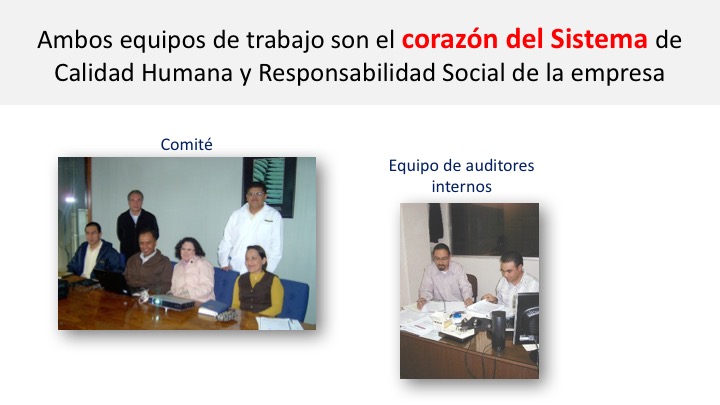 Ambos equipos de trabajo son el corazón del Sistema de
Calidad Humana y Responsabilidad Social de la empresa
Comité
Equipo de auditores
internos